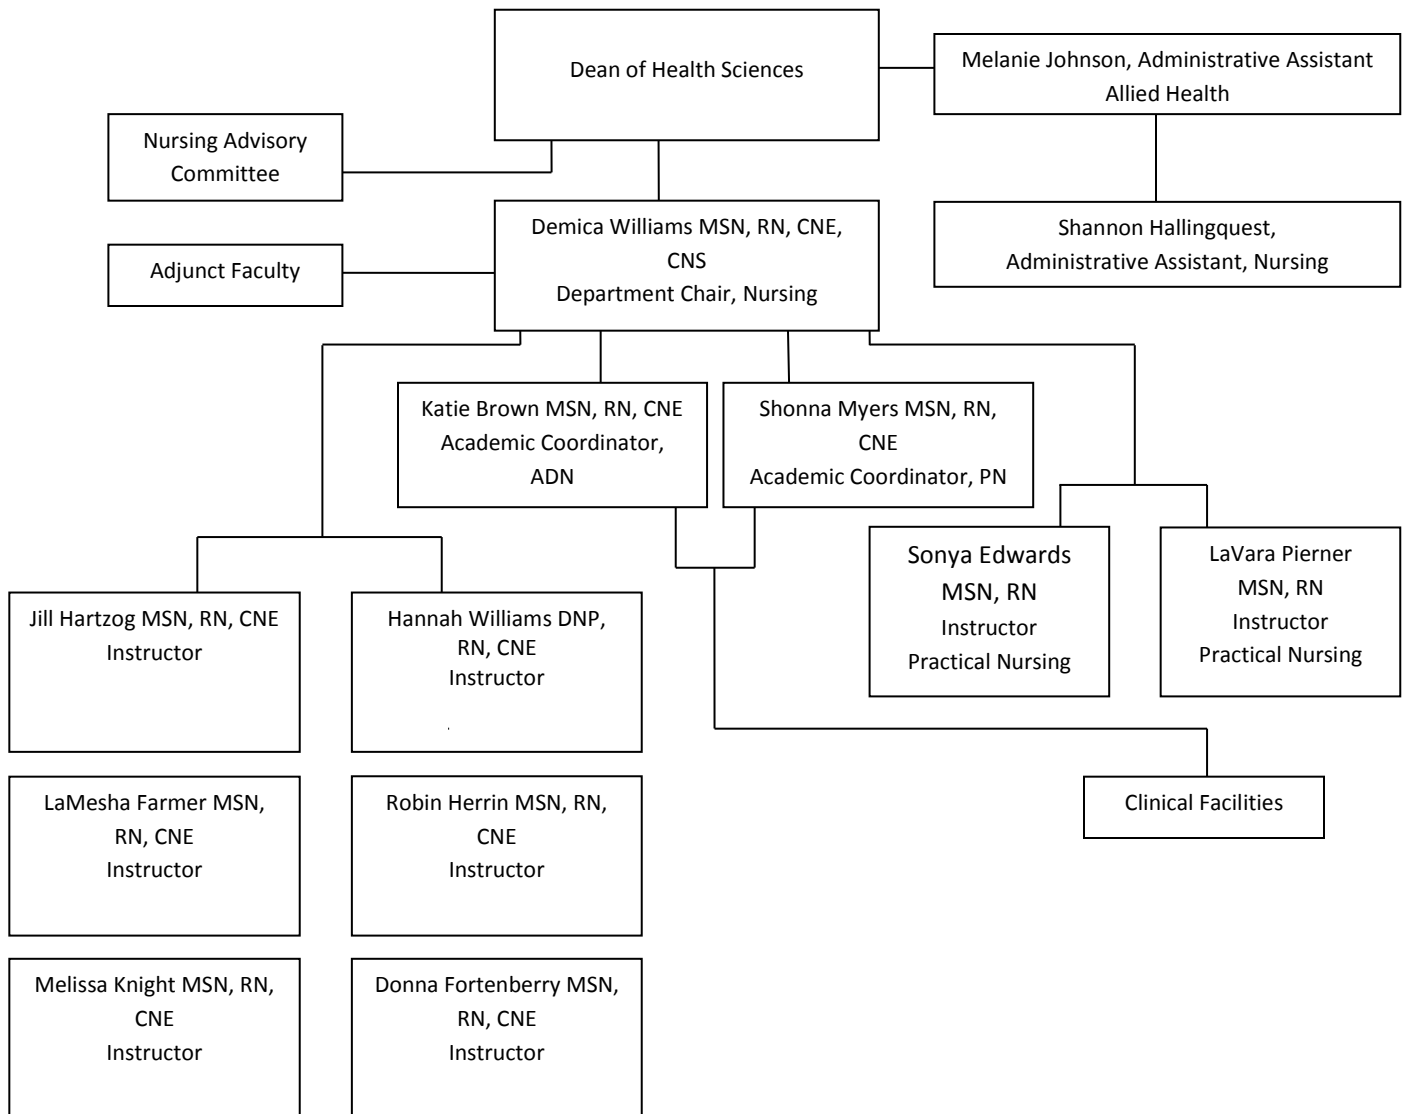 Dean of Health Sciences
Melanie Johnson, Administrative Assistant
Allied Health
Nursing Advisory
Committee
Demica Williams MSN, RN, CNE,
CNS
Department Chair, Nursing
Shannon Hallingquest,
Administrative Assistant, Nursing
Adjunct Faculty
Katie Brown MSN, RN, CNE
Academic Coordinator,
ADN
Shonna Myers MSN, RN,
CNE
Academic Coordinator, PN
Sonya Edwards
MSN, RN
Instructor
Practical Nursing
LaVara Pierner
MSN, RN
Instructor
Practical Nursing
Jill Hartzog MSN, RN, CNE
Instructor
Hannah Williams DNP,
RN, CNE
Instructor
LaMesha Farmer MSN,
RN, CNE
Instructor
Robin Herrin MSN, RN,
CNE
Instructor
Clinical Facilities
Melissa Knight MSN, RN,
CNE
Instructor
Donna Fortenberry MSN,
RN, CNE
Instructor